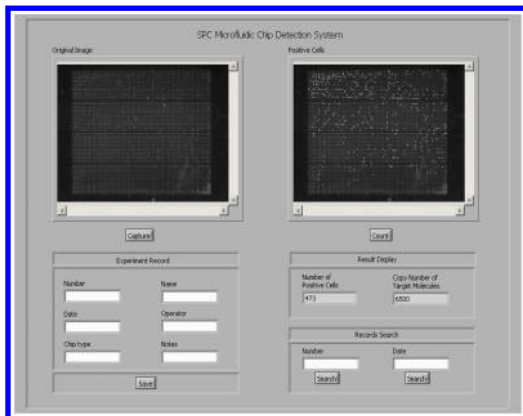 SPC Microfluidic Chip Detection System
Original Image
Positive Cells
Capture
Count
Experiment Record
Number
Name
Date
Operator
Chip type
Notes
Save
Result Display
Number of
Positive Cells
Copy Number of
Target Molecules
473
6500
Records Search
Number
Date
Search
Search